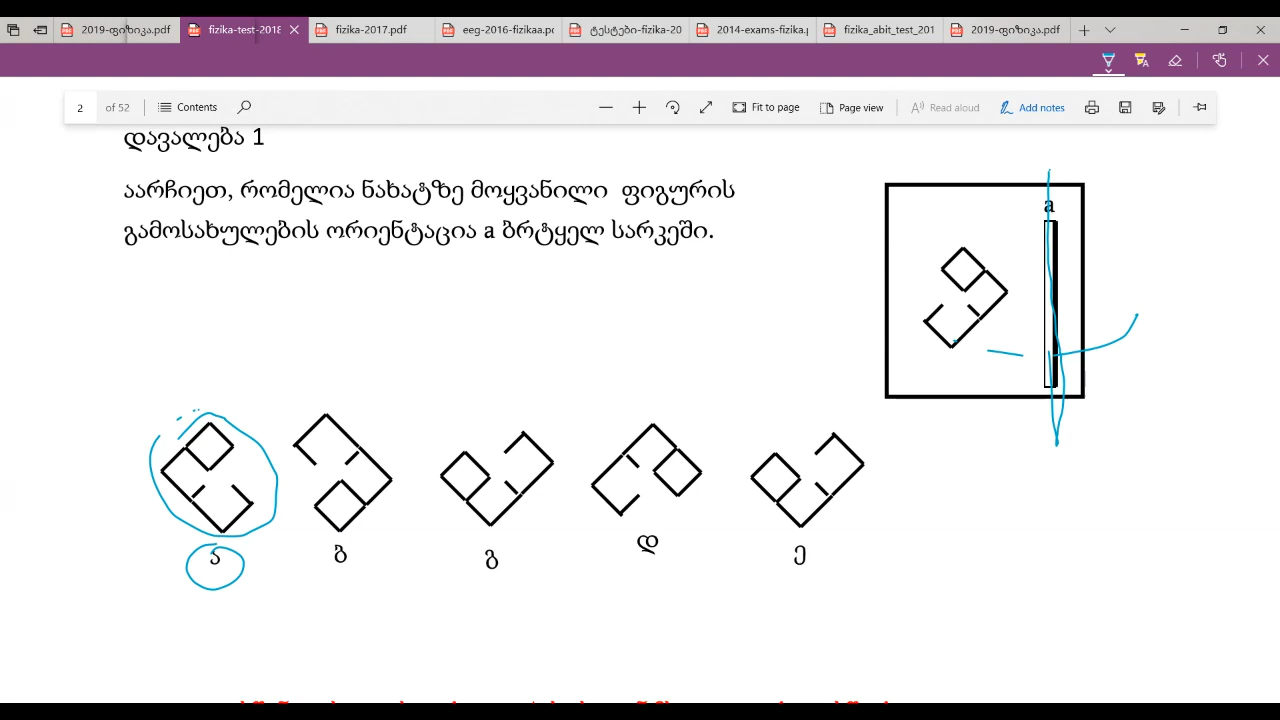 2019-ფიზიკა.pdf fizika-test-2018 fizika-2017.pdf eeg-2016-fizikaa.pc ტესტები-fizika-20 2014-exams-fizika.p fizika_abit_test_201 2019-ფიზიკა.pdf
2 of 52 Contents Fit to page Page view Read aloud Add notes
დავალება 1
აარჩიეთ, რომელია ნახატზე მოყვანილი ფიგურის
გამოსახულების ორიენტაცია a ბრტყელ სარკეში.
a
ა ბ გ დ ე